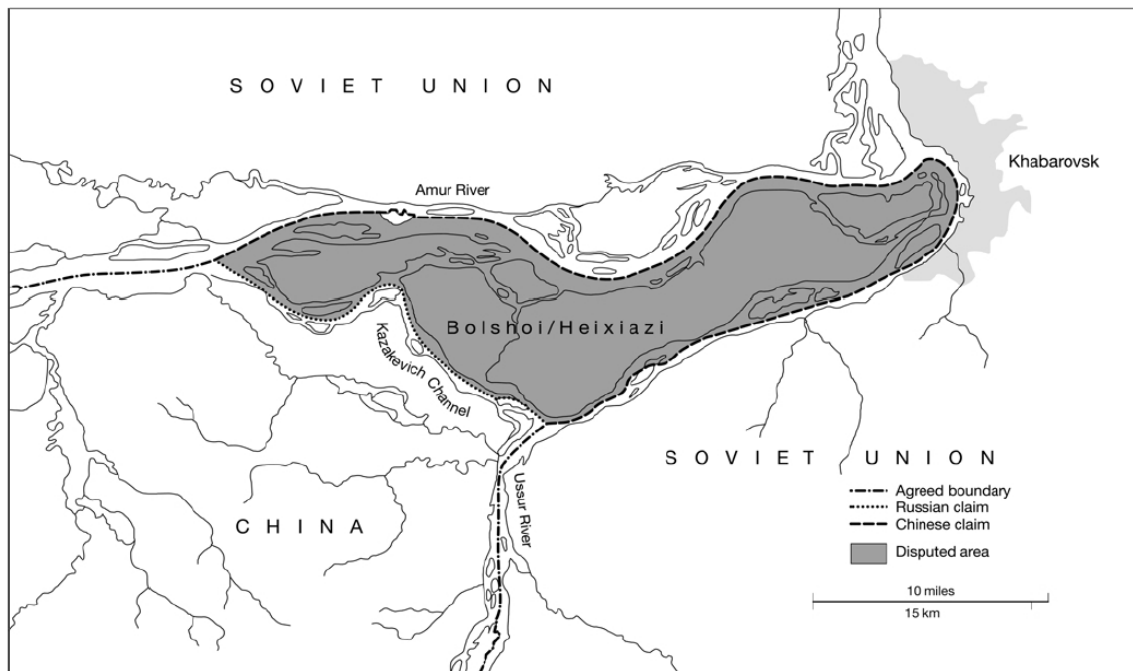 SOVIET UNION
Khabarovsk
Amur River
Bolshoi/Heixiazi
Kazakevich Channel
SOVIET UNION
Ussur River
CHINA
Agreed boundary
Russian claim
Chinese claim
Disputed area
10 miles
15 km